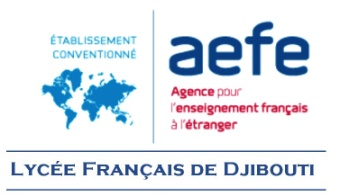 ÉTABLISSEMENT
CONVENTIONNÉ
aefe
Agence pour
l'enseignement français
à l'étranger
LYCÉE FRANÇAIS DE DJIBOUTI